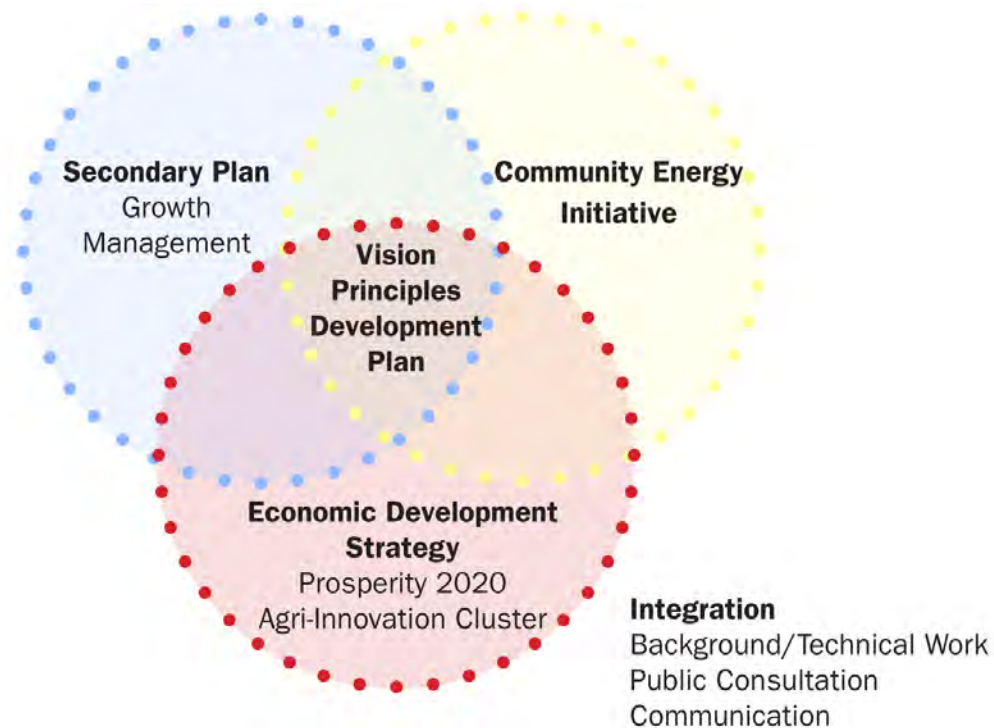 Secondary Plan
Growth
Management
Community Energy
Initiative
Vision
Principles
Development
Plan
Economic Development
Strategy
Prosperity 2020
Agri-Innovation Cluster
Integration
Background/Technical Work
Public Consultation
Communication